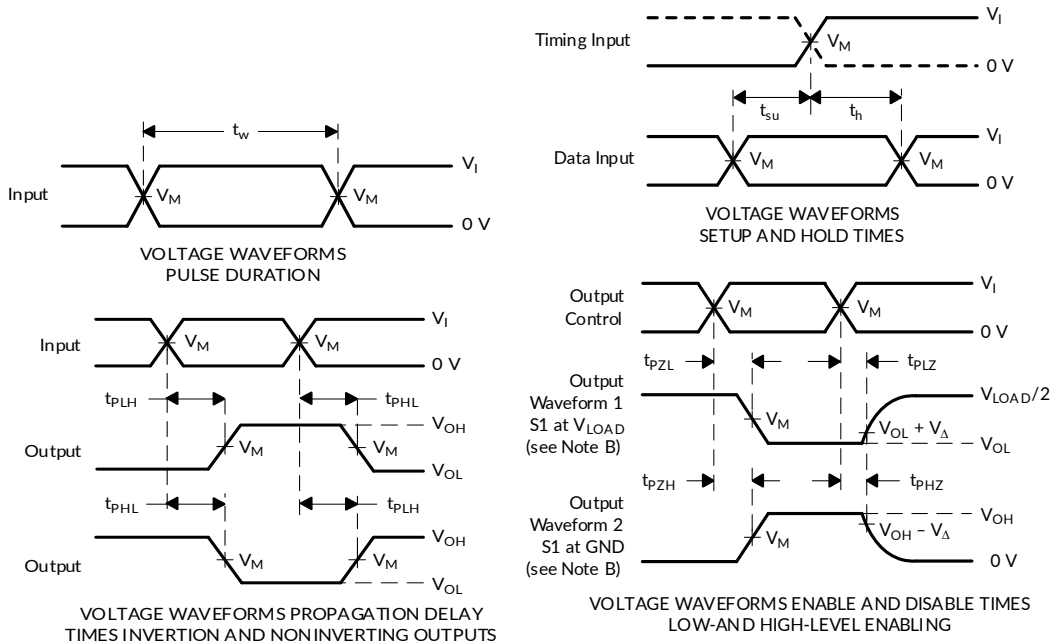 t_w
V_I
Input
V_M
V_M
0 V
VOLTAGE WAVEFORMS
PULSE DURATION
Timing Input
V_I
V_M
0 V
t_su
t_h
Data Input
V_I
V_M
V_M
0 V
VOLTAGE WAVEFORMS
SETUP AND HOLD TIMES
Input
V_I
V_M
V_M
0 V
t_PLH
t_PHL
Output
V_OH
V_M
V_M
V_OL
t_PHL
t_PLH
Output
V_OH
V_M
V_M
V_OL
VOLTAGE WAVEFORMS PROPAGATION DELAY
TIMES INVERTION AND NONINVERTING OUTPUTS
Output
Control
V_I
V_M
V_M
0 V
t_PZL
t_PLZ
Output
Waveform 1
S1 at V_LOAD
(see Note B)
V_LOAD/2
V_M
V_OL + V_Δ
V_OL
t_PZH
t_PHZ
Output
Waveform 2
S1 at GND
(see Note B)
V_OH
V_M
V_OH – V_Δ
0 V
VOLTAGE WAVEFORMS ENABLE AND DISABLE TIMES
LOW-AND HIGH-LEVEL ENABLING